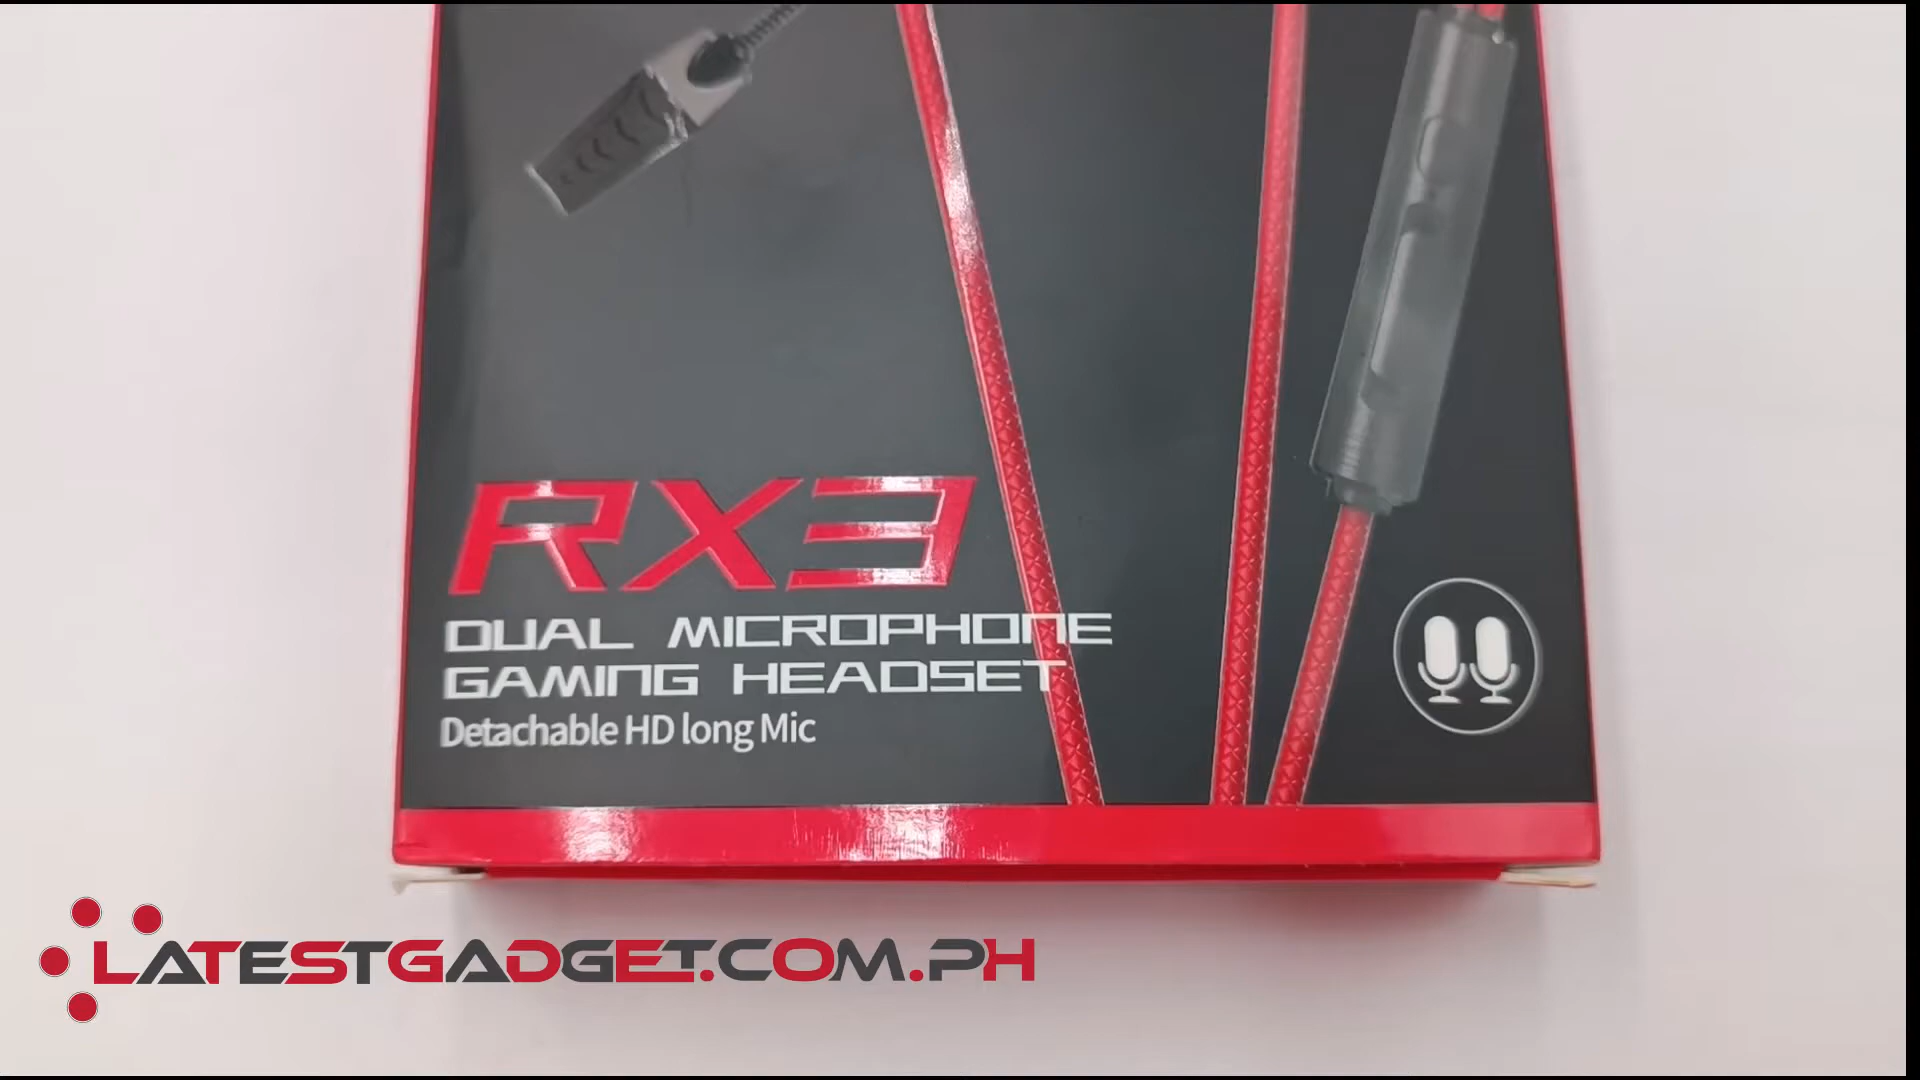 RX3
DUAL MICROPHONE
GAMING HEADSET
Detachable HD long Mic
LATESTGADGET.COM.PH